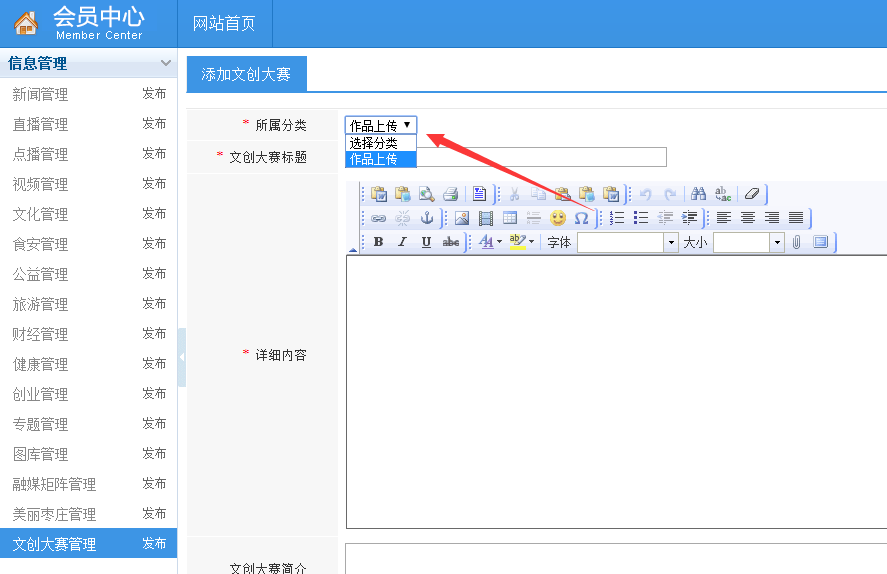 会员中心
Member Center
网站首页
信息管理
新闻管理 发布
直播管理 发布
点播管理 发布
视频管理 发布
文化管理 发布
食安管理 发布
公益管理 发布
旅游管理 发布
财经管理 发布
健康管理 发布
创业管理 发布
专题管理 发布
图库管理 发布
融媒矩阵管理 发布
美丽枣庄管理 发布
文创大赛管理 发布
添加文创大赛
* 所属分类 作品上传
选择分类
作品上传
* 文创大赛标题
B I U abc 字体 大小
* 详细内容
文创大赛简介